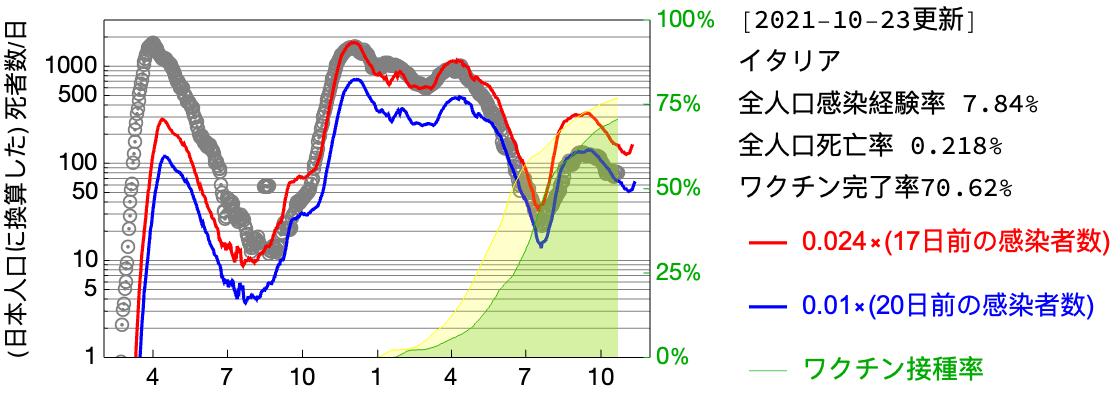 [2021-10-23更新]
イタリア
全人口感染経験率 7.84%
全人口死亡率 0.218%
ワクチン完了率70.62%
0.024×(17日前の感染者数)
0.01×(20日前の感染者数)
ワクチン接種率
(日本人口に換算した) 死者数/日
1000
500
100
50
10
5
1
100%
75%
50%
25%
0%
4 7 10 1 4 7 10